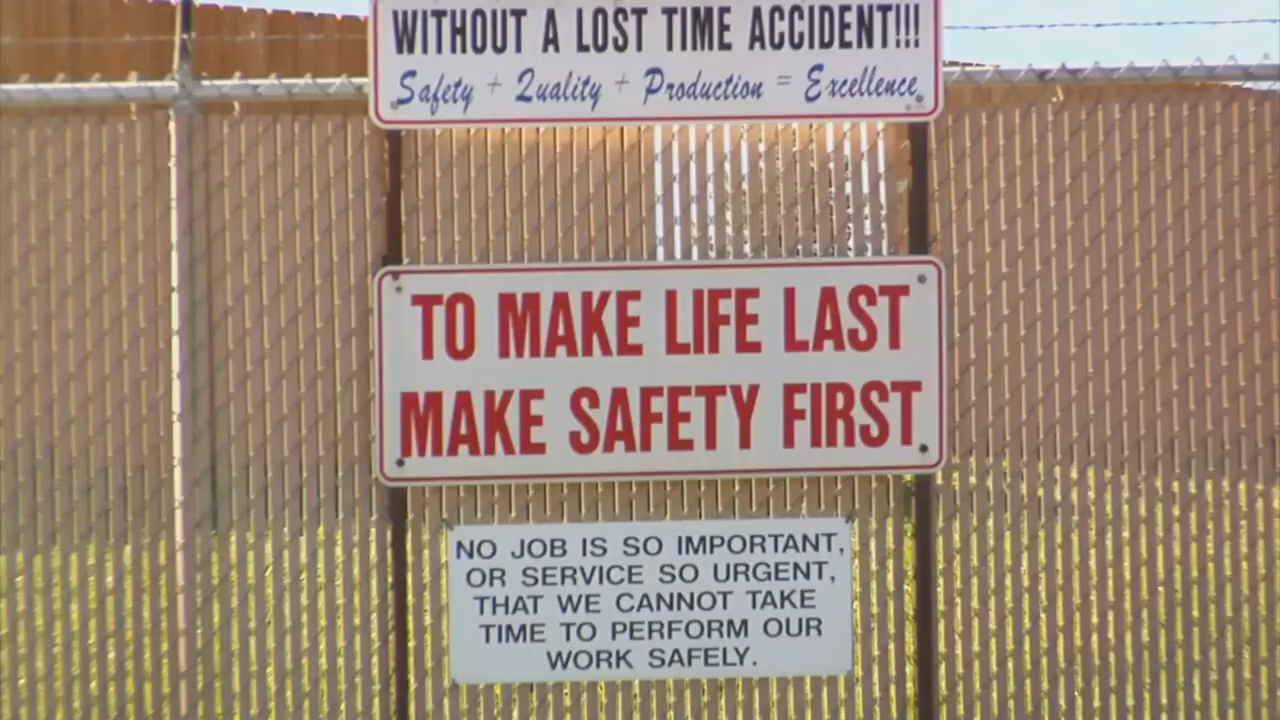 WITHOUT A LOST TIME ACCIDENT!!!
Safety + Quality + Production = Excellence
TO MAKE LIFE LAST
MAKE SAFETY FIRST
NO JOB IS SO IMPORTANT,
OR SERVICE SO URGENT,
THAT WE CANNOT TAKE
TIME TO PERFORM OUR
WORK SAFELY.